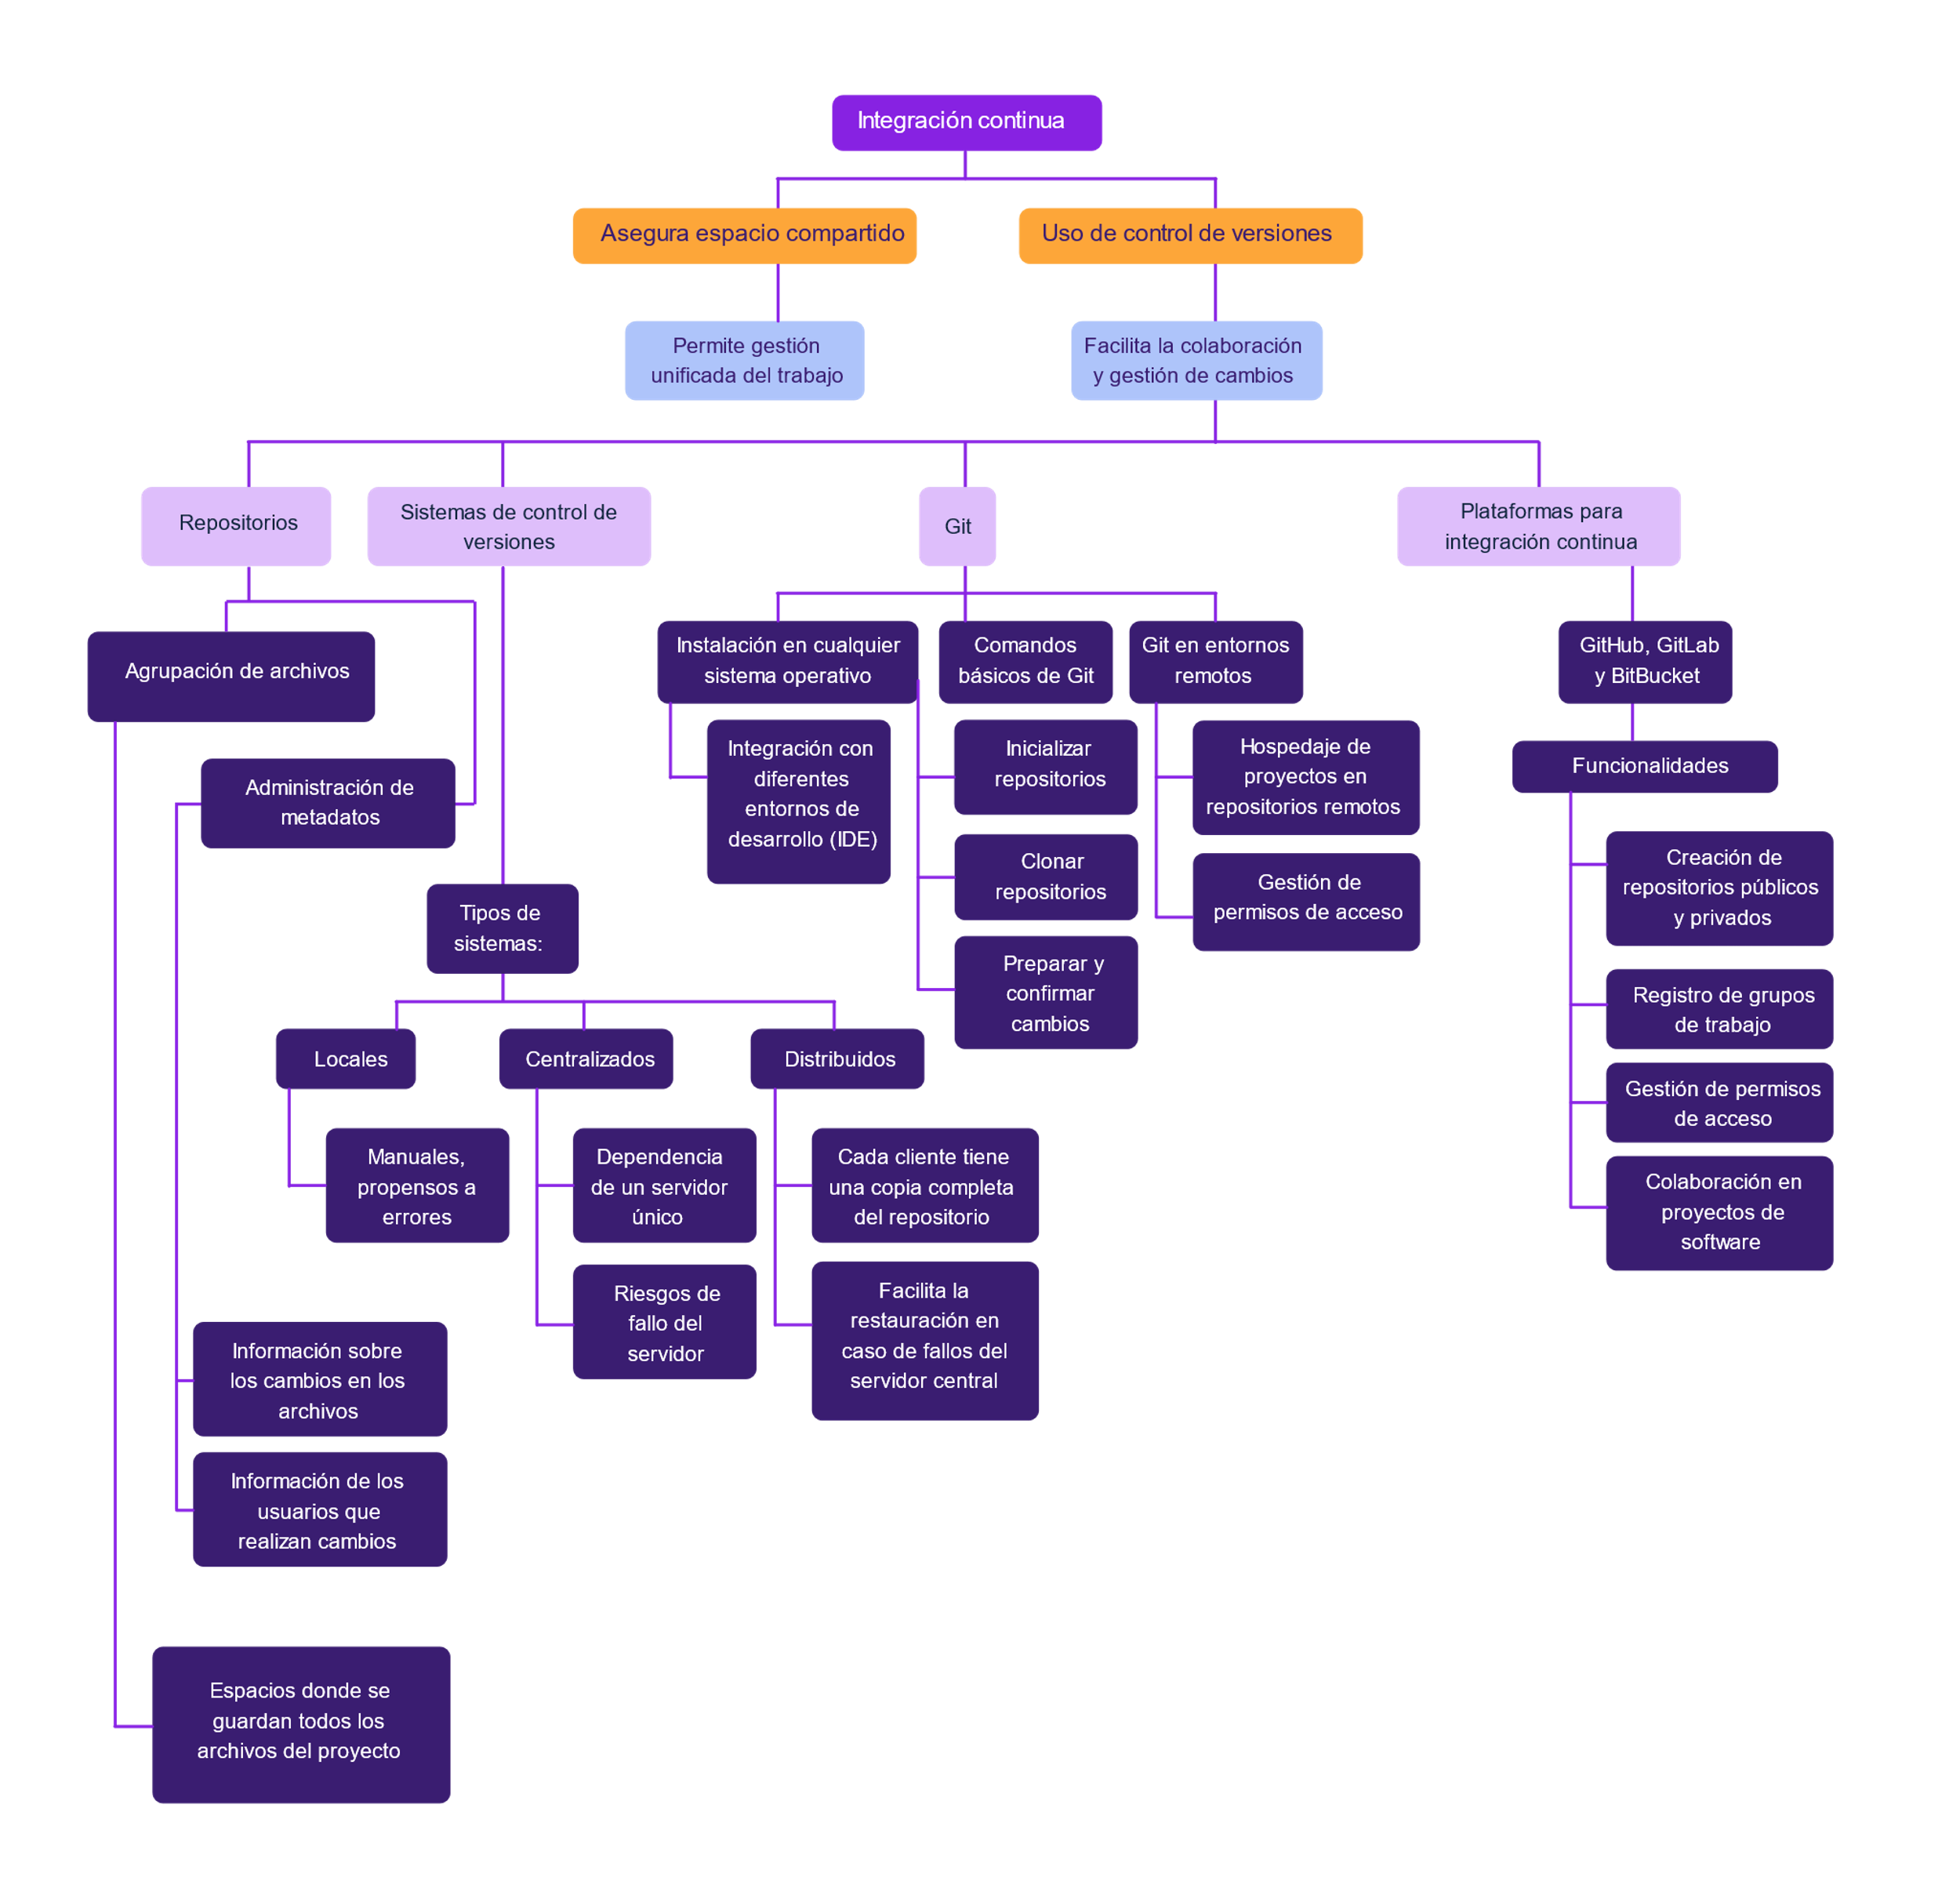 Integración continua
Asegura espacio compartido
Uso de control de versiones
Permite gestión
unificada del trabajo
Facilita la colaboración
y gestión de cambios
Repositorios
Sistemas de control de
versiones
Git
Plataformas para
integración continua
Agrupación de archivos
Administración de
metadatos
Instalación en cualquier
sistema operativo
Comandos
básicos de Git
Git en entornos
remotos
GitHub, GitLab
y BitBucket
Integración con
diferentes
entornos de
desarrollo (IDE)
Inicializar
repositorios
Clonar
repositorios
Preparar y
confirmar
cambios
Hospedaje de
proyectos en
repositorios remotos
Gestión de
permisos de acceso
Funcionalidades
Creación de
repositorios públicos
y privados
Registro de grupos
de trabajo
Gestión de permisos
de acceso
Colaboración en
proyectos de
software
Tipos de
sistemas:
Locales
Centralizados
Distribuidos
Manuales,
propensos a
errores
Dependencia
de un servidor
único
Riesgos de
fallo del
servidor
Cada cliente tiene
una copia completa
del repositorio
Facilita la
restauración en
caso de fallos del
servidor central
Información sobre
los cambios en los
archivos
Información de los
usuarios que
realizan cambios
Espacios donde se
guardan todos los
archivos del proyecto